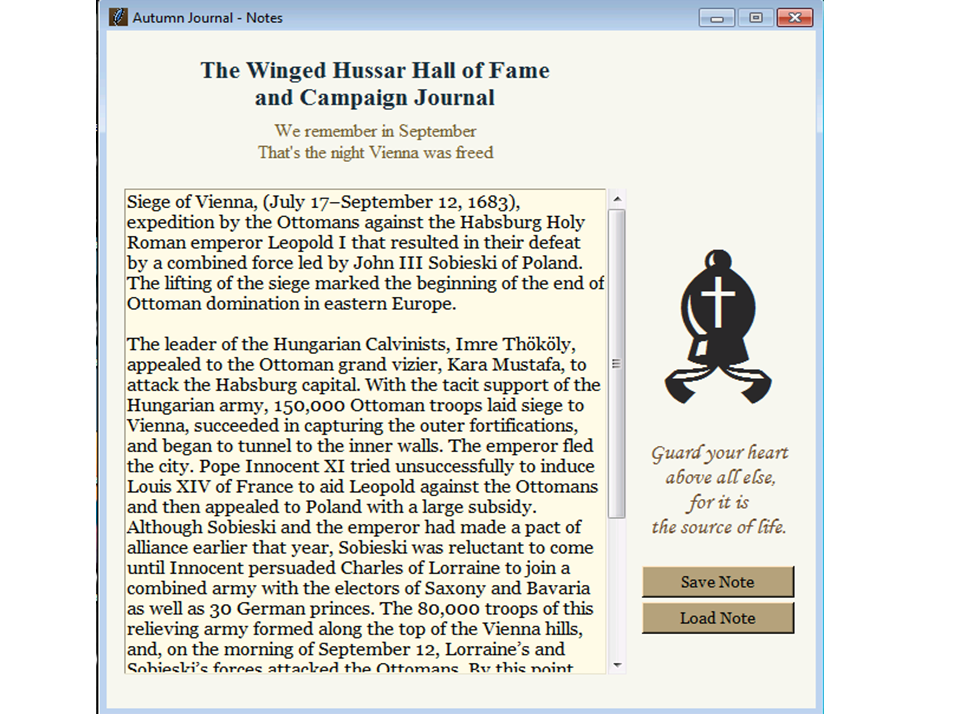 Autumn Journal - Notes
The Winged Hussar Hall of Fame
and Campaign Journal
We remember in September
That's the night Vienna was freed
Siege of Vienna, (July 17–September 12, 1683),
expedition by the Ottomans against the Habsburg Holy
Roman emperor Leopold I that resulted in their defeat
by a combined force led by John III Sobieski of Poland.
The lifting of the siege marked the beginning of the end of
Ottoman domination in eastern Europe.
The leader of the Hungarian Calvinists, Imre Thököly,
appealed to the Ottoman grand vizier, Kara Mustafa, to
attack the Habsburg capital. With the tacit support of the
Hungarian army, 150,000 Ottoman troops laid siege to
Vienna, succeeded in capturing the outer fortifications,
and began to tunnel to the inner walls. The emperor fled
the city. Pope Innocent XI tried unsuccessfully to induce
Louis XIV of France to aid Leopold against the Ottomans
and then appealed to Poland with a large subsidy.
Although Sobieski and the emperor had made a pact of
alliance earlier that year, Sobieski was reluctant to come
until Innocent persuaded Charles of Lorraine to join a
combined army with the electors of Saxony and Bavaria
as well as 30 German princes. The 80,000 troops of this
relieving army formed along the top of the Vienna hills,
and, on the morning of September 12, Lorraine's and
Sobieski's forces attacked the Ottomans. By this point
Guard your heart
above all else,
for it is
the source of life.
Save Note
Load Note